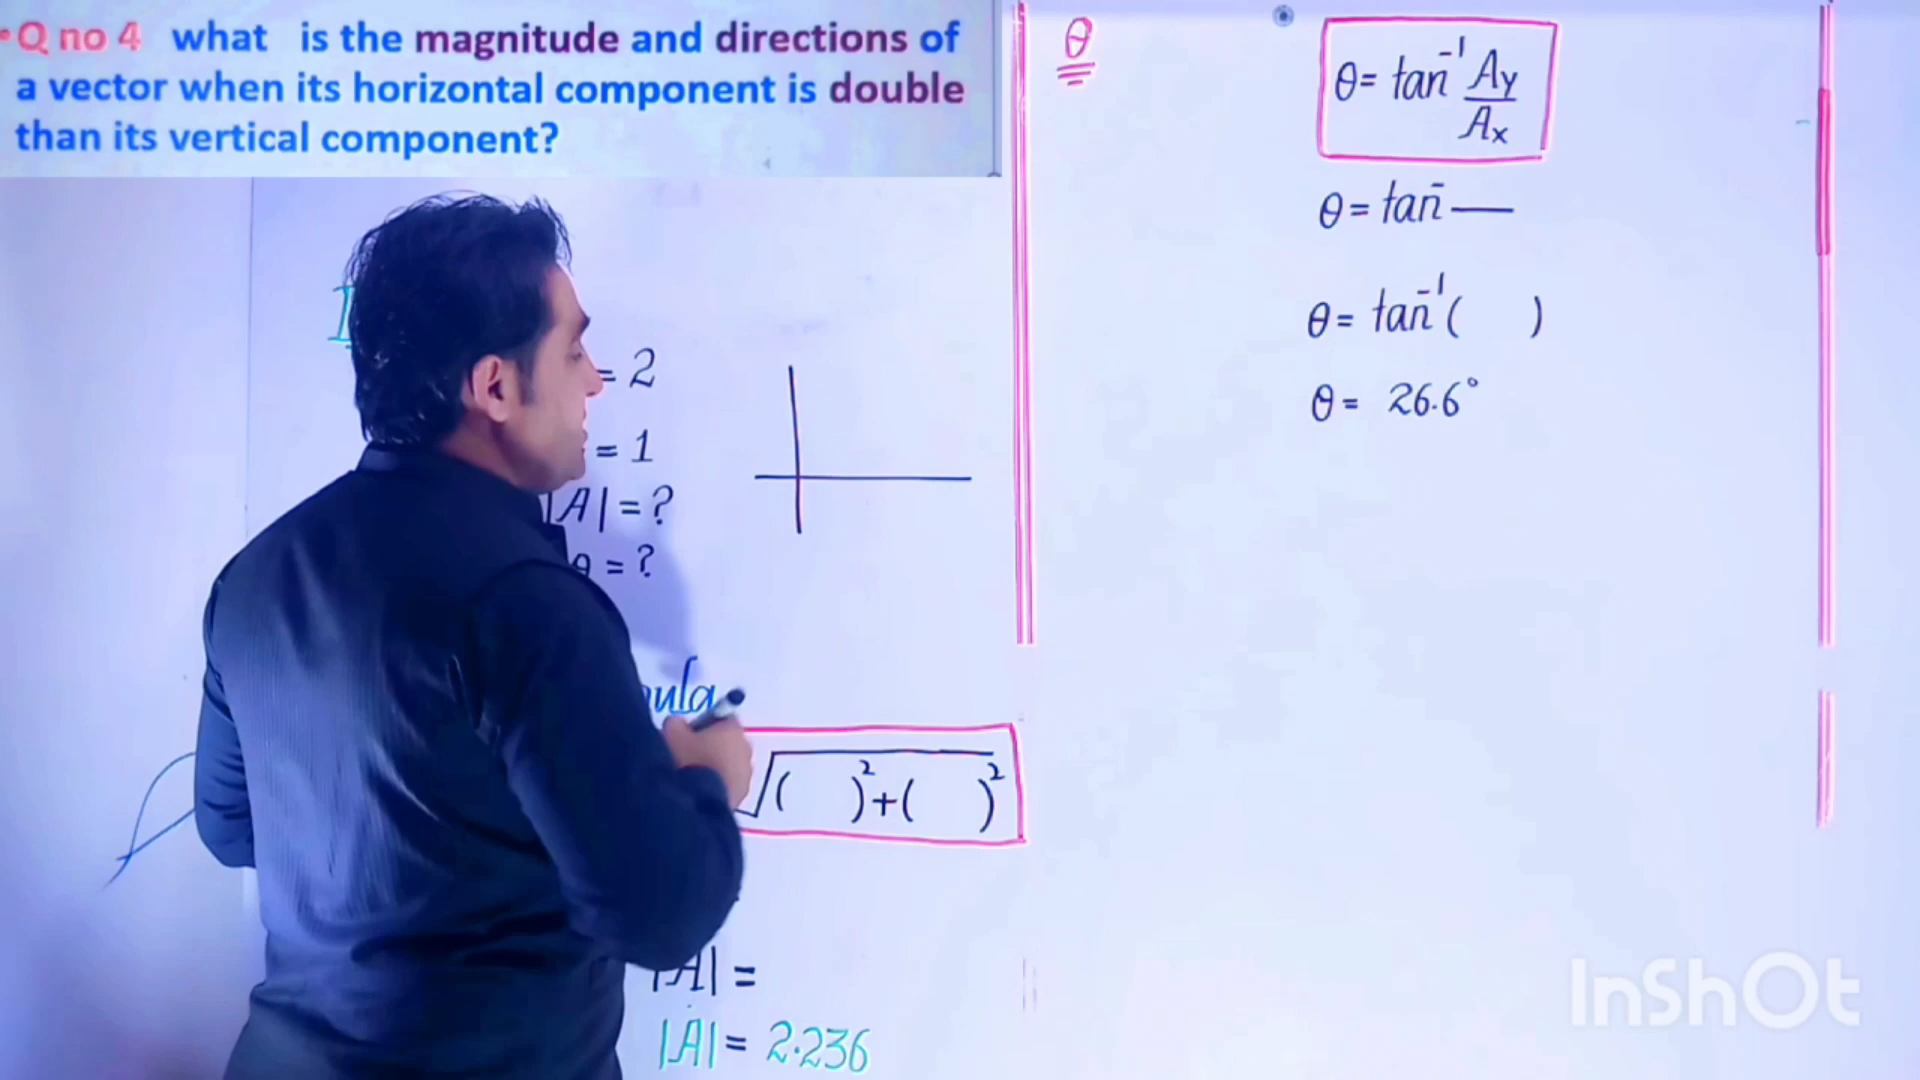 •Q no 4 what is the magnitude and directions of
a vector when its horizontal component is double
than its vertical component?
= 2
= 1
|A| = ?
θ = ?
|A| =
|A| = 2.236
√( )²+( )²
θ
θ = tan⁻¹ Ay/Ax
θ = tan⁻ —
θ = tan⁻¹( )
θ = 26.6°
InShOt